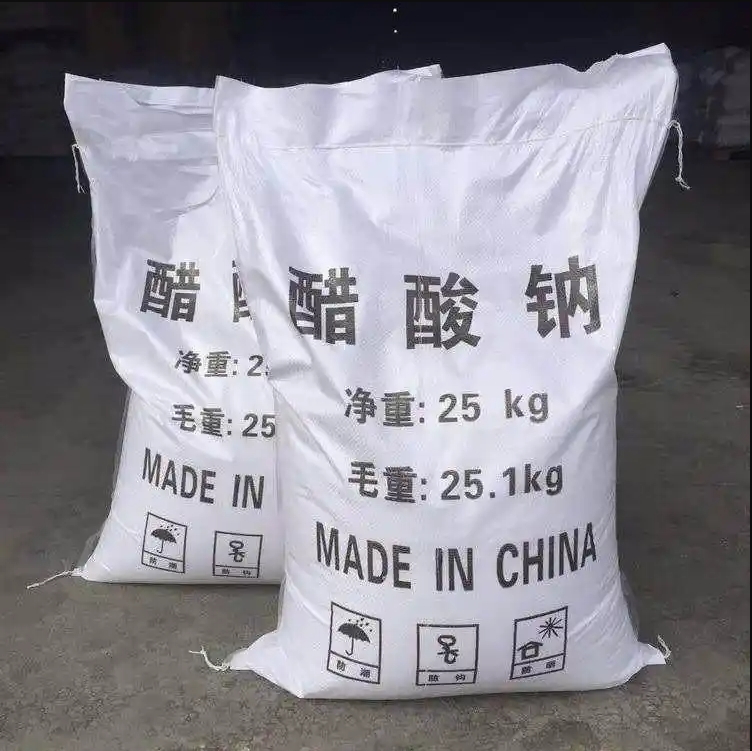 醋
净重: 2
毛重: 25
MADE IN
防潮 防钩
醋酸钠
净重: 25 kg
毛重: 25.1kg
MADE IN CHINA
防潮 防钩 防晒